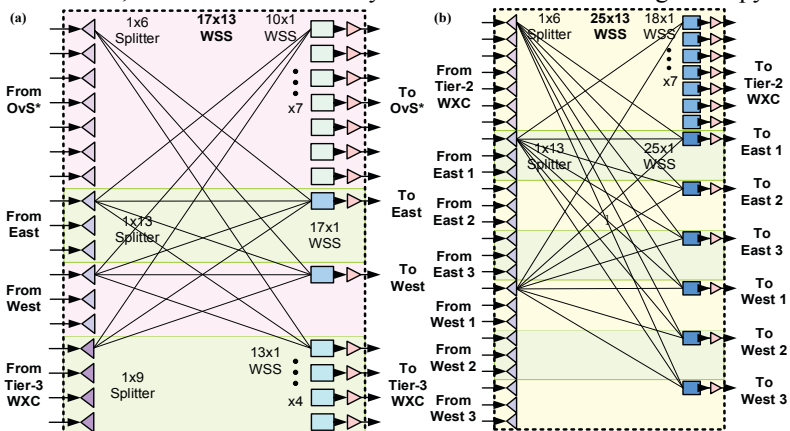 (a)
1x6
Splitter
17x13
WSS
10x1
WSS
From
OvS*
x7
To
OvS*
From
East
1x13
Splitter
17x1
WSS
To
East
From
West
To
West
From
Tier-3
WXC
1x9
Splitter
13x1
WSS
x4
To
Tier-3
WXC
(b)
1x6
Splitter
25x13
WSS
18x1
WSS
From
Tier-2
WXC
x7
To
Tier-2
WXC
1x13
Splitter
25x1
WSS
From
East 1
From
East 2
From
East 3
From
West 1
From
West 2
From
West 3
1
To
East 1
To
East 2
To
East 3
To
West 1
To
West 2
To
West 3